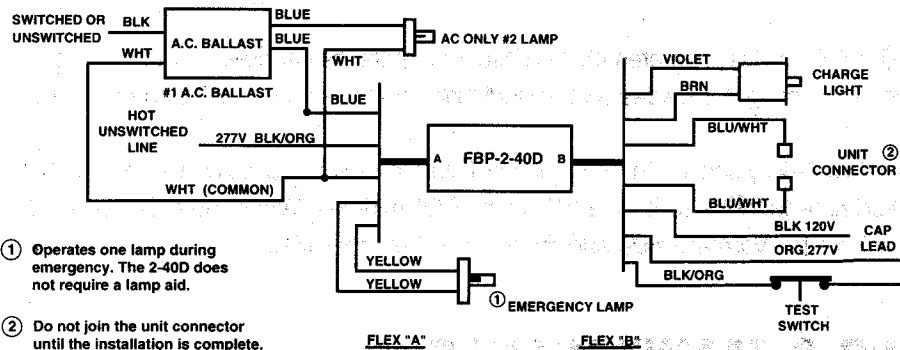 SWITCHED OR
UNSWITCHED
BLK
WHT
A.C. BALLAST
#1 A.C. BALLAST
BLUE
BLUE
AC ONLY #2 LAMP
WHT
BLUE
HOT
UNSWITCHED
LINE
277V BLK/ORG
WHT (COMMON)
A FBP-2-40D B
VIOLET
BRN
CHARGE
LIGHT
BLU/WHT
UNIT ②
CONNECTOR
BLU/WHT
BLK 120V
ORG 277V
CAP
LEAD
BLK/ORG
TEST
SWITCH
YELLOW
YELLOW
① EMERGENCY LAMP
① Operates one lamp during
emergency. The 2-40D does
not require a lamp aid.
② Do not join the unit connector
until the installation is complete.
FLEX "A"
FLEX "B"